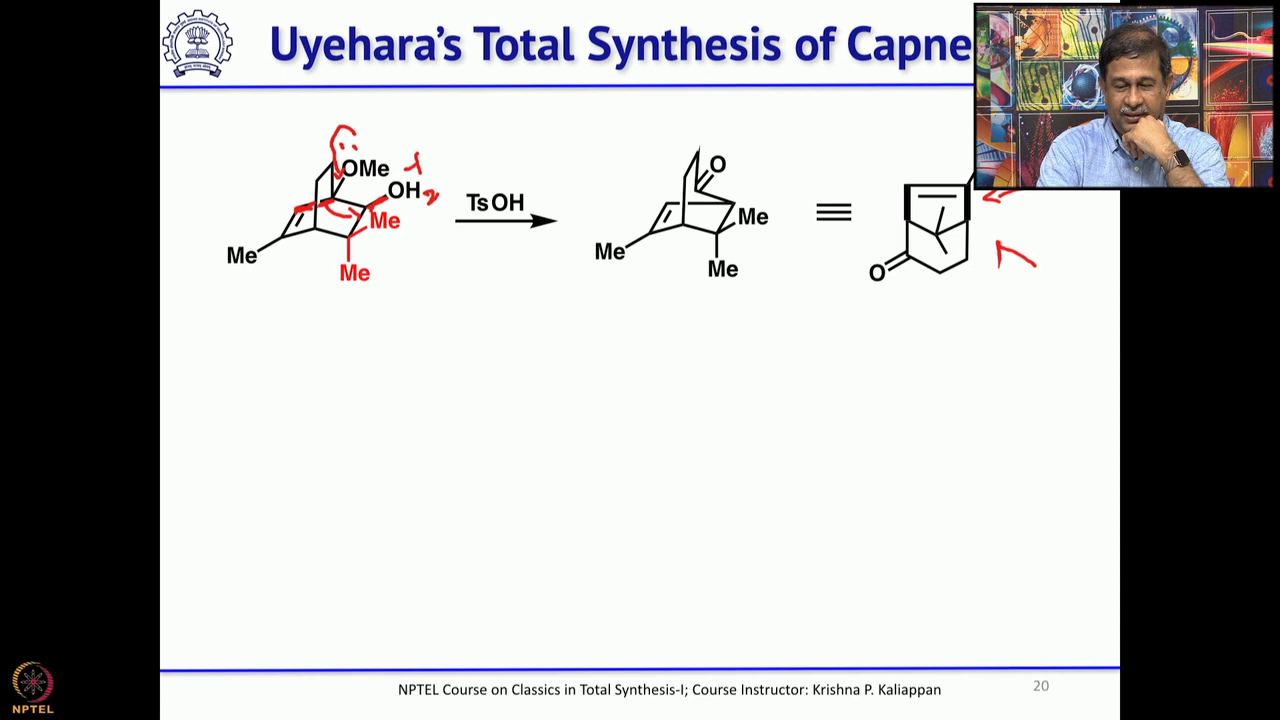 Uyehara's Total Synthesis of Capne
OMe
OH
Me
Me
Me
TsOH
O
Me
Me
Me
O
NPTEL Course on Classics in Total Synthesis-I; Course Instructor: Krishna P. Kaliappan
20
NPTEL